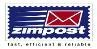 zimpost
fast, efficient & reliable